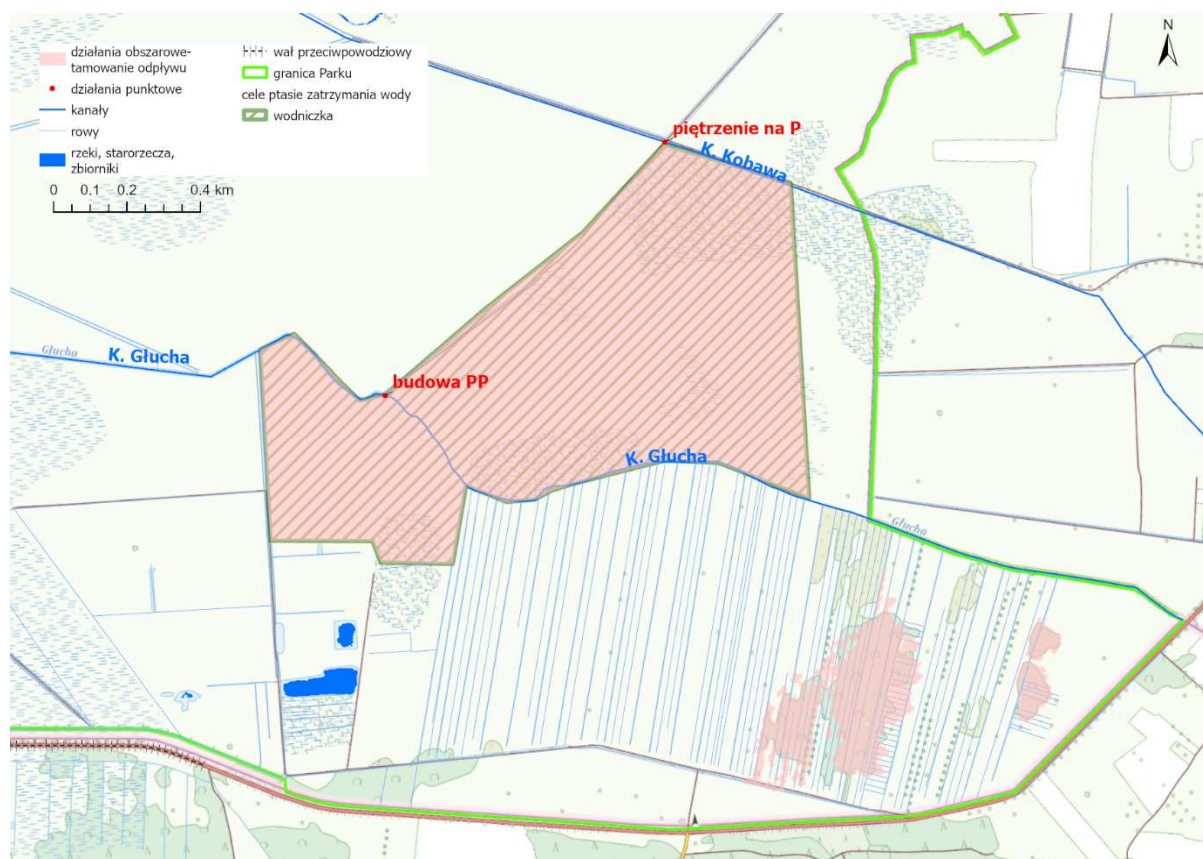 działania obszarowe-
tamowanie odpływu
działania punktowe
kanały
rowy
rzeki, starorzecza,
zbiorniki
0 0.1 0.2 0.4 km
wał przeciwpowodziowy
granica Parku
cele ptasie zatrzymania wody
wodniczka
N
piętrzenie na P
K. Kobawa
Głucha
K. Głucha
budowa PP
K. Głucha
Głucha